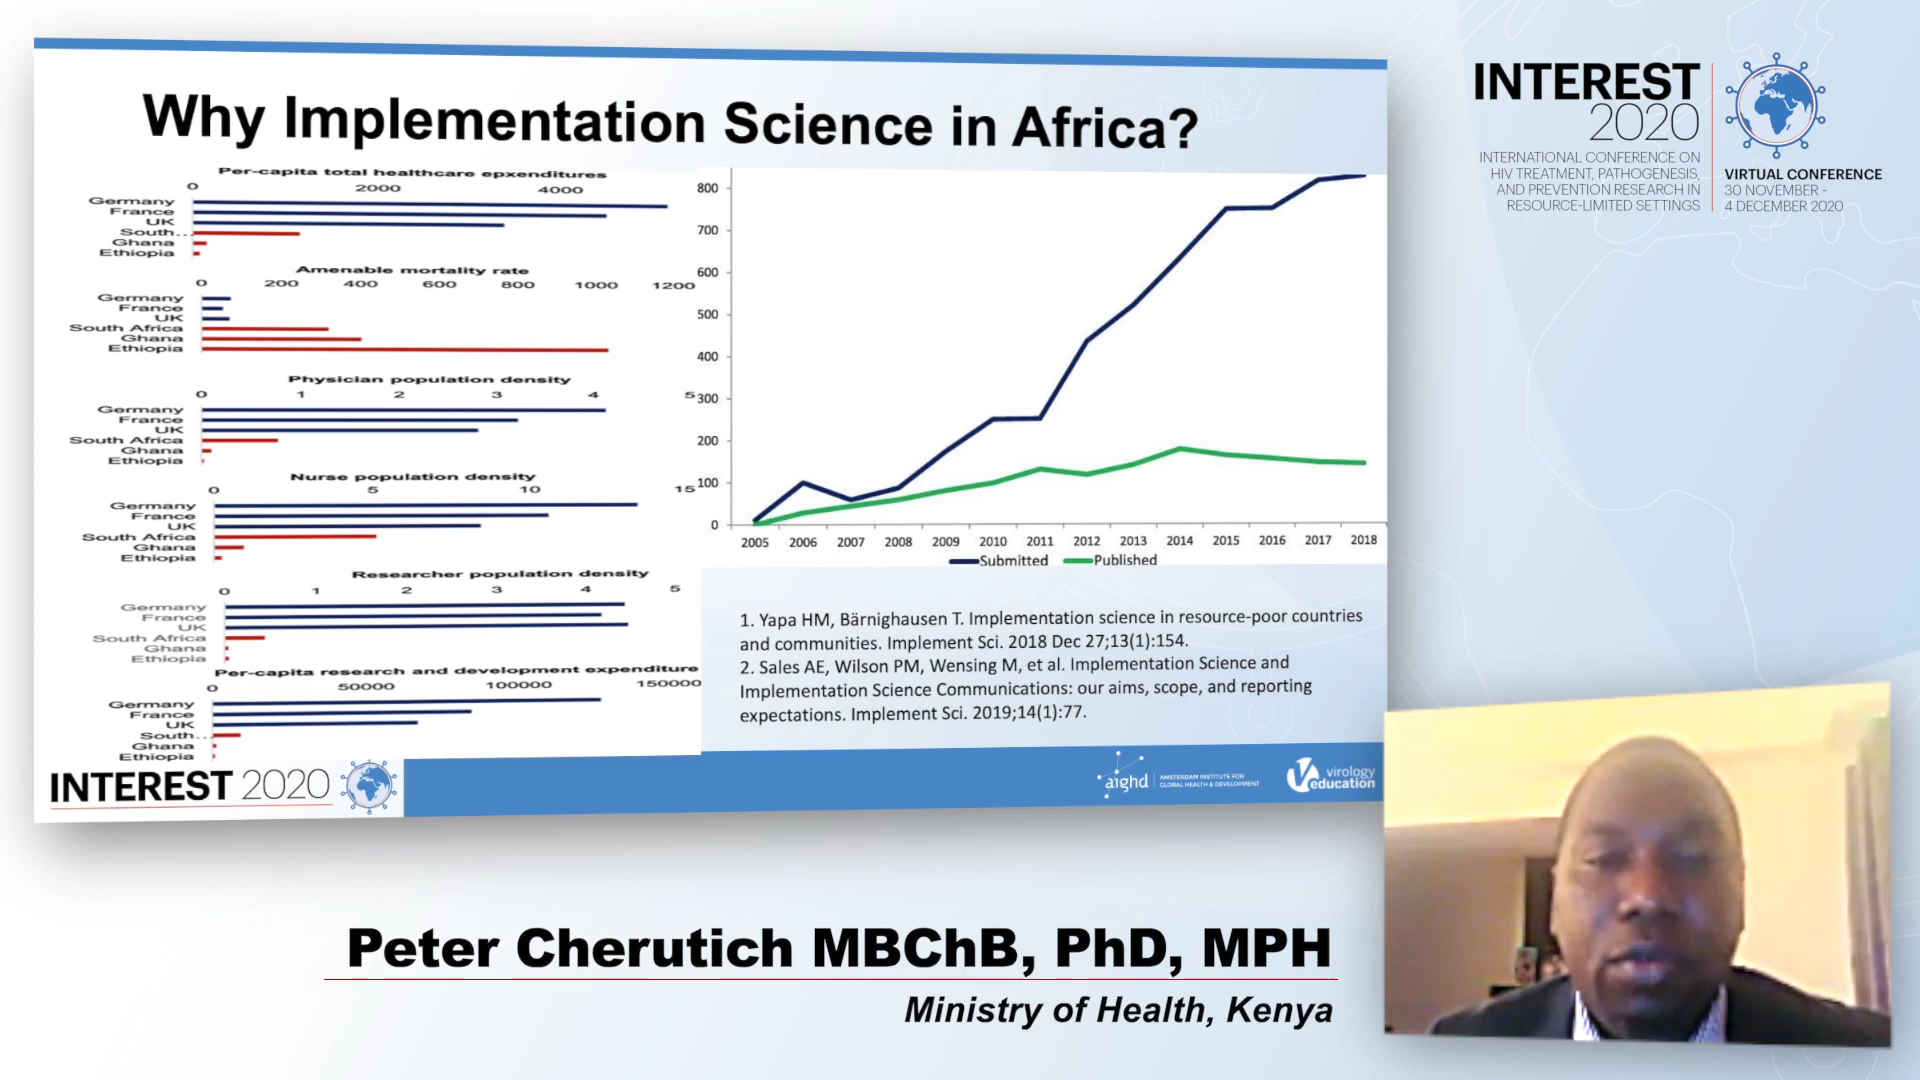 Why Implementation Science in Africa?
Per-capita total healthcare epxenditures
0 2000 4000
Germany
France
UK
South...
Ghana
Ethiopia
Amenable mortality rate
0 200 400 600 800 1000 1200
Germany
France
UK
South Africa
Ghana
Ethiopia
Physician population density
0 1 2 3 4 5
Germany
France
UK
South Africa
Ghana
Ethiopia
Nurse population density
0 5 10 15
Germany
France
UK
South Africa
Ghana
Ethiopia
Researcher population density
0 1 2 3 4 5
Germany
France
UK
South Africa
Ghana
Ethiopia
Per-capita research and development expenditure
0 50000 100000 150000
Germany
France
UK
South...
Ghana
Ethiopia
800
700
600
500
400
300
200
100
0
2005 2006 2007 2008 2009 2010 2011 2012 2013 2014 2015 2016 2017 2018
Submitted Published
1. Yapa HM, Bärnighausen T. Implementation science in resource-poor countries
and communities. Implement Sci. 2018 Dec 27;13(1):154.
2. Sales AE, Wilson PM, Wensing M, et al. Implementation Science and
Implementation Science Communications: our aims, scope, and reporting
expectations. Implement Sci. 2019;14(1):77.
INTEREST 2020
aighd
AMSTERDAM INSTITUTE FOR
GLOBAL HEALTH & DEVELOPMENT
virology
education
INTEREST
2020
INTERNATIONAL CONFERENCE ON
HIV TREATMENT, PATHOGENESIS,
AND PREVENTION RESEARCH IN
RESOURCE-LIMITED SETTINGS
VIRTUAL CONFERENCE
30 NOVEMBER -
4 DECEMBER 2020
Peter Cherutich MBChB, PhD, MPH
Ministry of Health, Kenya